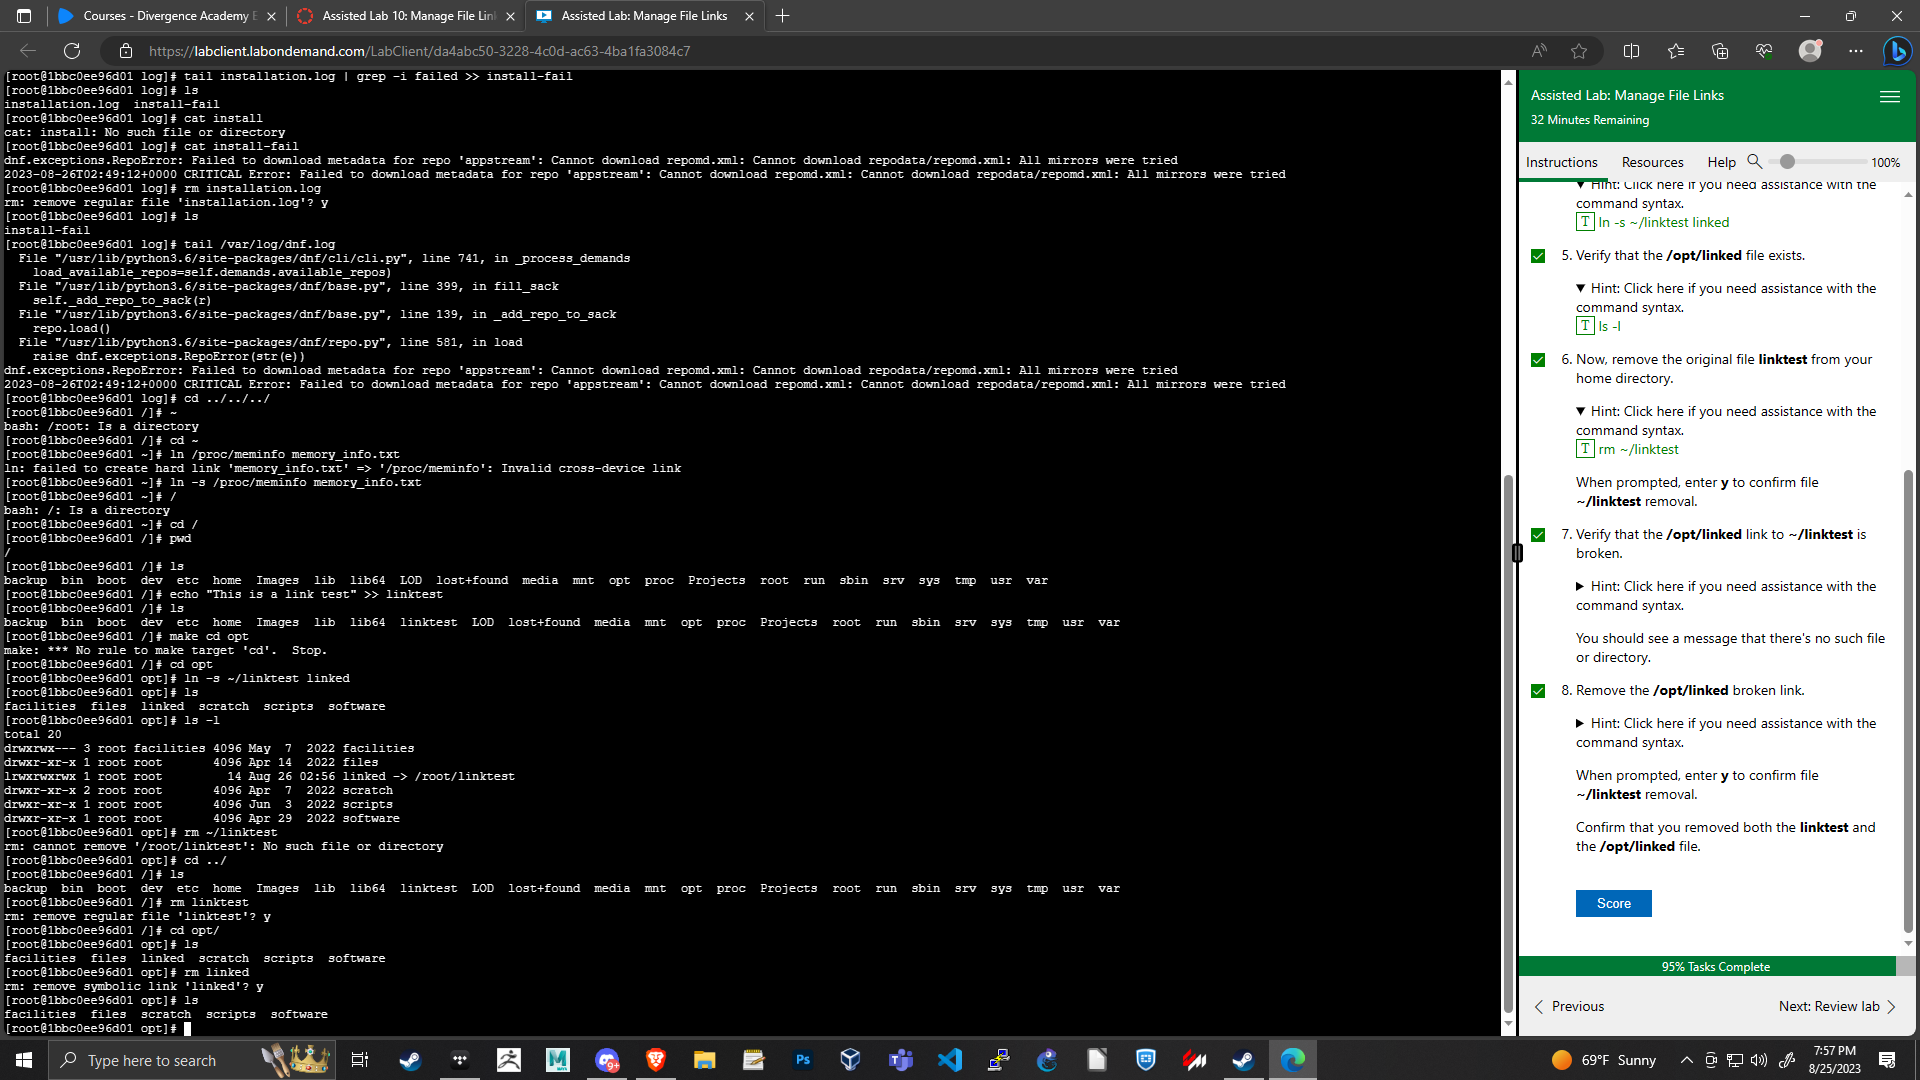 Courses - Divergence Academy E
Assisted Lab 10: Manage File Lin
Assisted Lab: Manage File Links
https://labclient.labondemand.com/LabClient/da4abc50-3228-4c0d-ac63-4ba1fa3084c7
[root@1bbc0ee96d01 log]# tail installation.log | grep -i failed >> install-fail
[root@1bbc0ee96d01 log]# ls
installation.log  install-fail
[root@1bbc0ee96d01 log]# cat install
cat: install: No such file or directory
[root@1bbc0ee96d01 log]# cat install-fail
dnf.exceptions.RepoError: Failed to download metadata for repo 'appstream': Cannot download repomd.xml: Cannot download repodata/repomd.xml: All mirrors were tried
2023-08-26T02:49:12+0000 CRITICAL Error: Failed to download metadata for repo 'appstream': Cannot download repomd.xml: Cannot download repodata/repomd.xml: All mirrors were tried
[root@1bbc0ee96d01 log]# rm installation.log
rm: remove regular file 'installation.log'? y
[root@1bbc0ee96d01 log]# ls
install-fail
[root@1bbc0ee96d01 log]# tail /var/log/dnf.log
  File "/usr/lib/python3.6/site-packages/dnf/cli/cli.py", line 741, in _process_demands
    load_available_repos=self.demands.available_repos)
  File "/usr/lib/python3.6/site-packages/dnf/base.py", line 399, in fill_sack
    self._add_repo_to_sack(r)
  File "/usr/lib/python3.6/site-packages/dnf/base.py", line 139, in _add_repo_to_sack
    repo.load()
  File "/usr/lib/python3.6/site-packages/dnf/repo.py", line 581, in load
    raise dnf.exceptions.RepoError(str(e))
dnf.exceptions.RepoError: Failed to download metadata for repo 'appstream': Cannot download repomd.xml: Cannot download repodata/repomd.xml: All mirrors were tried
2023-08-26T02:49:12+0000 CRITICAL Error: Failed to download metadata for repo 'appstream': Cannot download repomd.xml: Cannot download repodata/repomd.xml: All mirrors were tried
[root@1bbc0ee96d01 log]# cd ../../../
[root@1bbc0ee96d01 /]# ~
bash: /root: Is a directory
[root@1bbc0ee96d01 /]# cd ~
[root@1bbc0ee96d01 ~]# ln /proc/meminfo memory_info.txt
ln: failed to create hard link 'memory_info.txt' => '/proc/meminfo': Invalid cross-device link
[root@1bbc0ee96d01 ~]# ln -s /proc/meminfo memory_info.txt
[root@1bbc0ee96d01 ~]# /
bash: /: Is a directory
[root@1bbc0ee96d01 ~]# cd /
[root@1bbc0ee96d01 /]# pwd
/
[root@1bbc0ee96d01 /]# ls
backup  bin  boot  dev  etc  home  Images  lib  lib64  LOD  lost+found  media  mnt  opt  proc  Projects  root  run  sbin  srv  sys  tmp  usr  var
[root@1bbc0ee96d01 /]# echo "This is a link test" >> linktest
[root@1bbc0ee96d01 /]# ls
backup  bin  boot  dev  etc  home  Images  lib  lib64  linktest  LOD  lost+found  media  mnt  opt  proc  Projects  root  run  sbin  srv  sys  tmp  usr  var
[root@1bbc0ee96d01 /]# make cd opt
make: *** No rule to make target 'cd'.  Stop.
[root@1bbc0ee96d01 /]# cd opt
[root@1bbc0ee96d01 opt]# ln -s ~/linktest linked
[root@1bbc0ee96d01 opt]# ls
facilities  files  linked  scratch  scripts  software
[root@1bbc0ee96d01 opt]# ls -l
total 20
drwxrwx--- 3 root facilities 4096 May  7  2022 facilities
drwxr-xr-x 1 root root       4096 Apr 14  2022 files
lrwxrwxrwx 1 root root         14 Aug 26 02:56 linked -> /root/linktest
drwxr-xr-x 2 root root       4096 Apr  7  2022 scratch
drwxr-xr-x 1 root root       4096 Jun  3  2022 scripts
drwxr-xr-x 1 root root       4096 Apr 29  2022 software
[root@1bbc0ee96d01 opt]# rm ~/linktest
rm: cannot remove '/root/linktest': No such file or directory
[root@1bbc0ee96d01 opt]# cd ../
[root@1bbc0ee96d01 /]# ls
backup  bin  boot  dev  etc  home  Images  lib  lib64  linktest  LOD  lost+found  media  mnt  opt  proc  Projects  root  run  sbin  srv  sys  tmp  usr  var
[root@1bbc0ee96d01 /]# rm linktest
rm: remove regular file 'linktest'? y
[root@1bbc0ee96d01 /]# cd opt/
[root@1bbc0ee96d01 opt]# ls
facilities  files  linked  scratch  scripts  software
[root@1bbc0ee96d01 opt]# rm linked
rm: remove symbolic link 'linked'? y
[root@1bbc0ee96d01 opt]# ls
facilities  files  scratch  scripts  software
[root@1bbc0ee96d01 opt]#
Assisted Lab: Manage File Links
32 Minutes Remaining
Instructions Resources Help 100%
▼ Hint: Click here if you need assistance with the
command syntax.
T ln -s ~/linktest linked
5. Verify that the /opt/linked file exists.
▼ Hint: Click here if you need assistance with the
command syntax.
T ls -l
6. Now, remove the original file linktest from your
home directory.
▼ Hint: Click here if you need assistance with the
command syntax.
T rm ~/linktest
When prompted, enter y to confirm file
~/linktest removal.
7. Verify that the /opt/linked link to ~/linktest is
broken.
▶ Hint: Click here if you need assistance with the
command syntax.
You should see a message that there's no such file
or directory.
8. Remove the /opt/linked broken link.
▶ Hint: Click here if you need assistance with the
command syntax.
When prompted, enter y to confirm file
~/linktest removal.
Confirm that you removed both the linktest and
the /opt/linked file.
Score
95% Tasks Complete
Previous Next: Review lab
Type here to search
9+
Ps
69°F Sunny
7:57 PM
8/25/2023